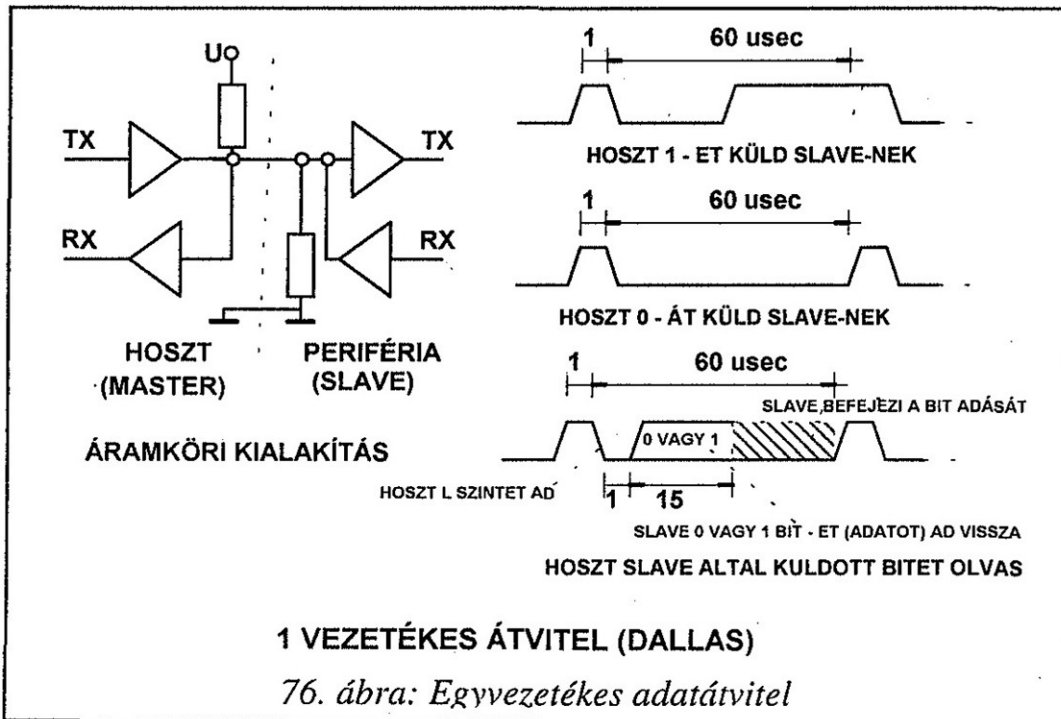 U
TX
TX
RX
RX
HOSZT
(MASTER)
PERIFÉRIA
(SLAVE)
ÁRAMKÖRI KIALAKÍTÁS
1
60 usec
HOSZT 1 - ET KÜLD SLAVE-NEK
1
60 usec
HOSZT 0 - ÁT KÜLD SLAVE-NEK
1
60 usec
SLAVE BEFEJEZI A BIT ADÁSÁT
0 VAGY 1
HOSZT L SZINTET AD
1
15
SLAVE 0 VAGY 1 BIT - ET (ADATOT) AD VISSZA
HOSZT SLAVE ALTAL KULDOTT BITET OLVAS
1 VEZETÉKES ÁTVITEL (DALLAS)
76. ábra: Egyvezetékes adatátvitel